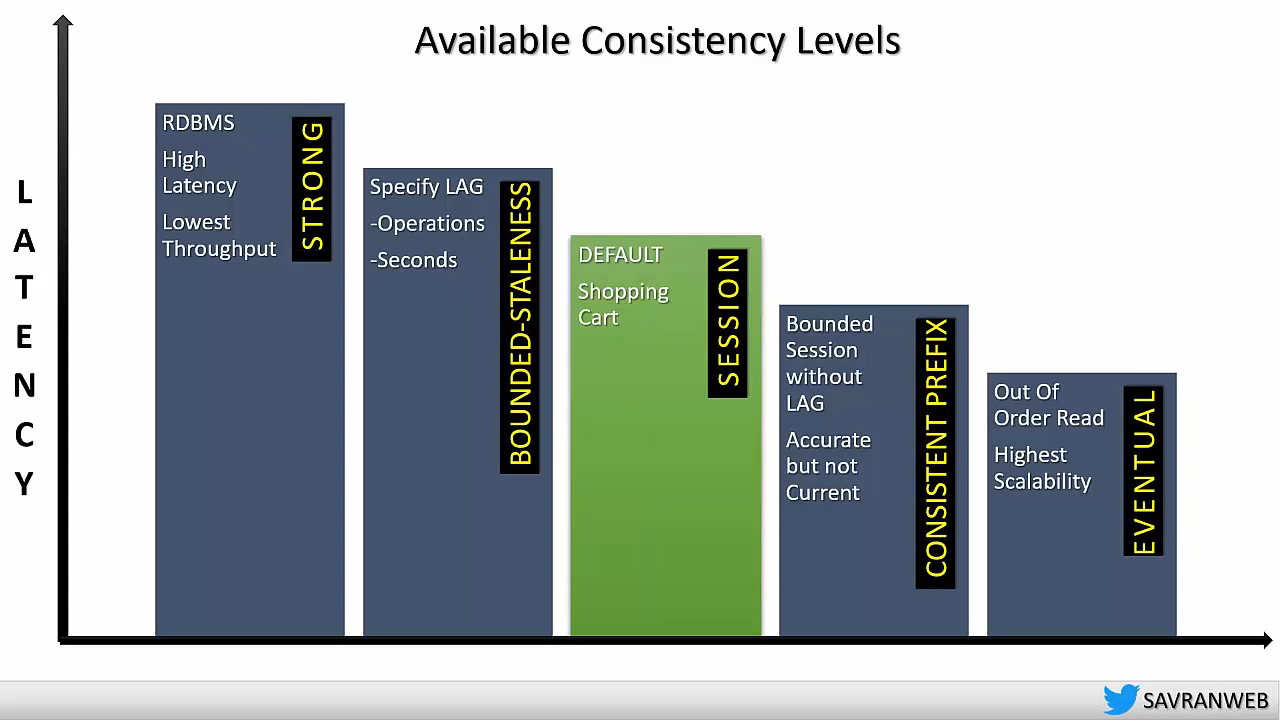 Available Consistency Levels
LATENCY
RDBMS
High
Latency
Lowest
Throughput
STRONG
Specify LAG
-Operations
-Seconds
BOUNDED-STALENESS
DEFAULT
Shopping
Cart
SESSION
Bounded
Session
without
LAG
Accurate
but not
Current
CONSISTENT PREFIX
Out Of
Order Read
Highest
Scalability
EVENTUAL
SAVRANWEB